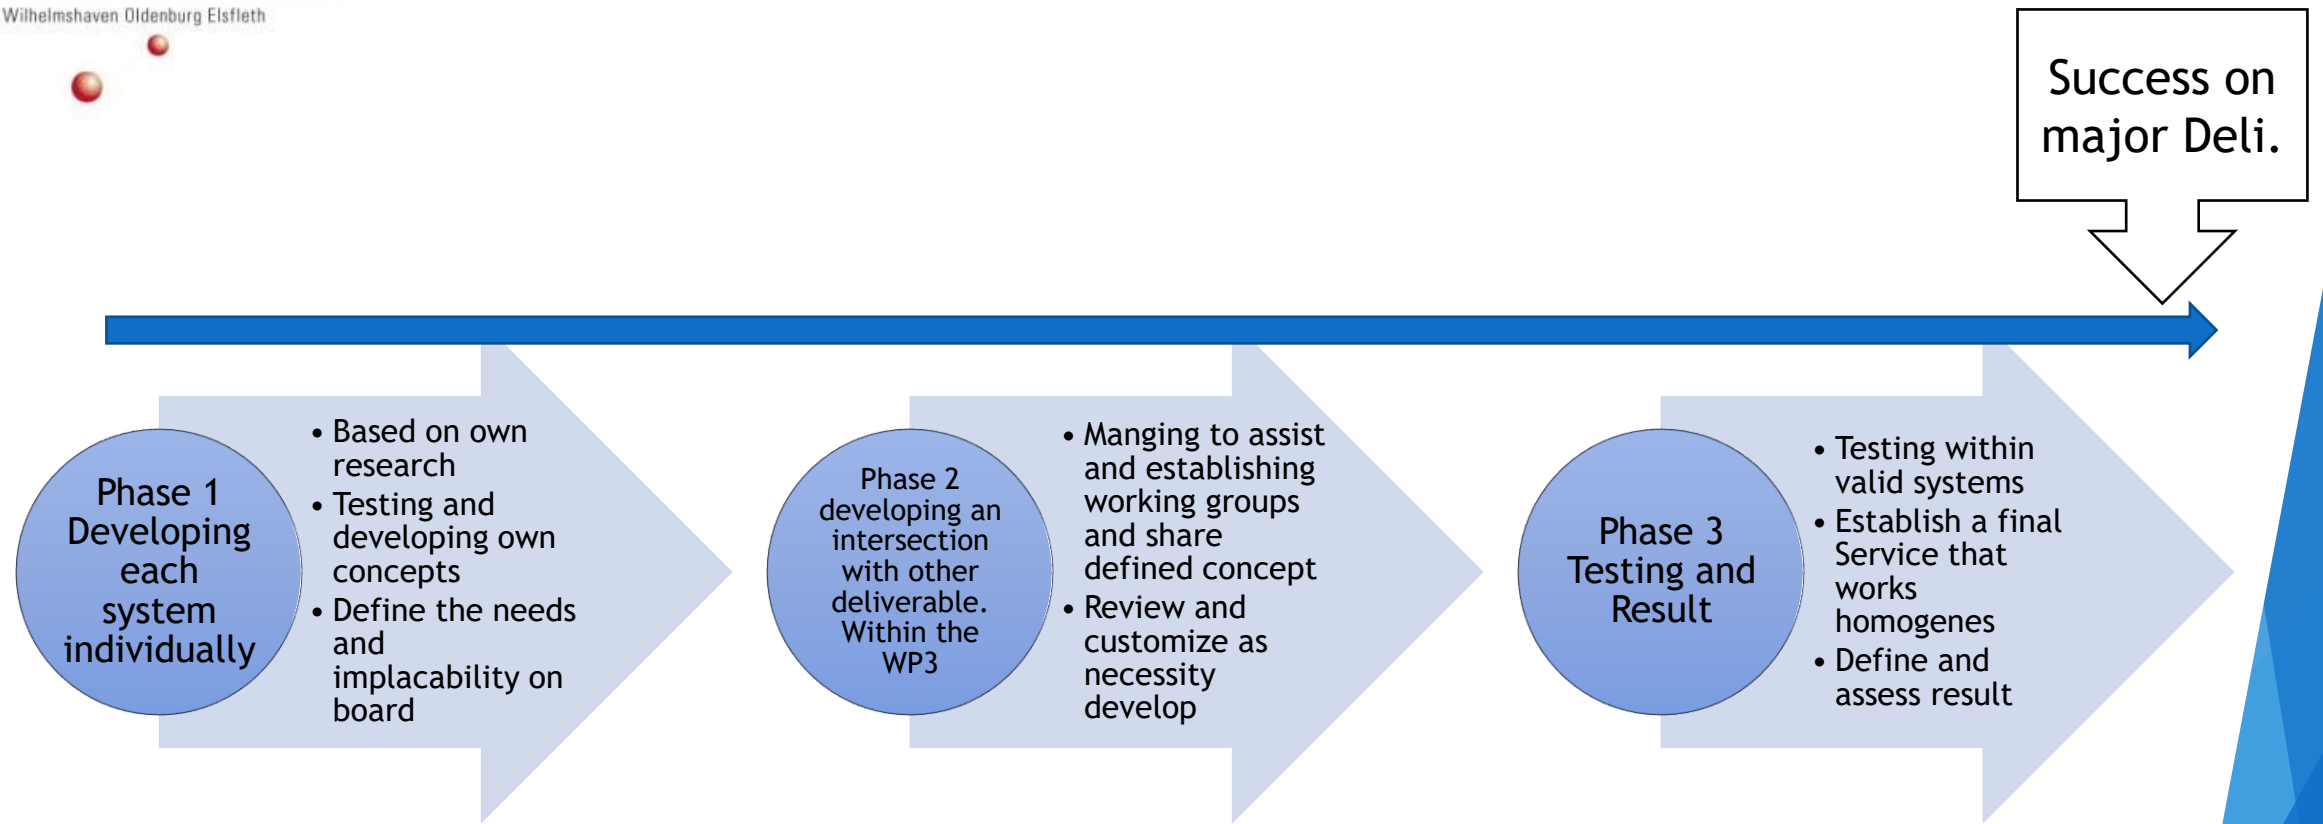 Wilhelmshaven Oldenburg Elsfleth
Success on
major Deli.
Phase 1
Developing
each
system
individually
• Based on own
research
• Testing and
developing own
concepts
• Define the needs
and
implacability on
board
Phase 2
developing an
intersection
with other
deliverable.
Within the
WP3
• Manging to assist
and establishing
working groups
and share
defined concept
• Review and
customize as
necessity
develop
Phase 3
Testing and
Result
• Testing within
valid systems
• Establish a final
Service that
works
homogenes
• Define and
assess result